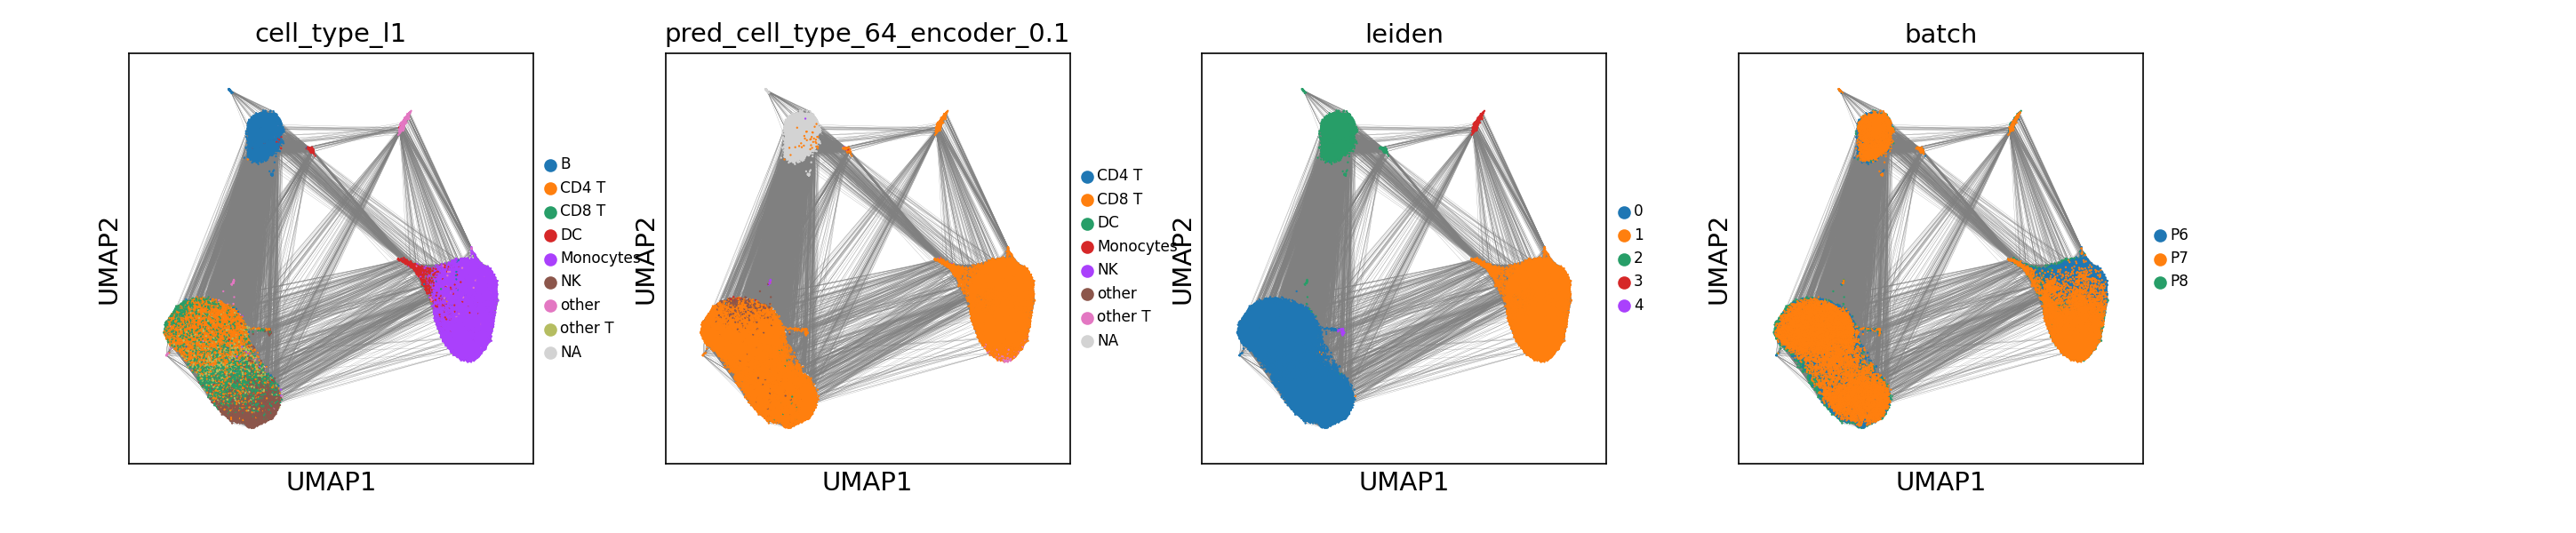 cell_type_l1
UMAP2
UMAP1
B
CD4 T
CD8 T
DC
Monocytes
NK
other
other T
NA
pred_cell_type_64_encoder_0.1
UMAP2
UMAP1
CD4 T
CD8 T
DC
Monocytes
NK
other
other T
NA
leiden
UMAP2
UMAP1
0
1
2
3
4
batch
UMAP2
UMAP1
P6
P7
P8